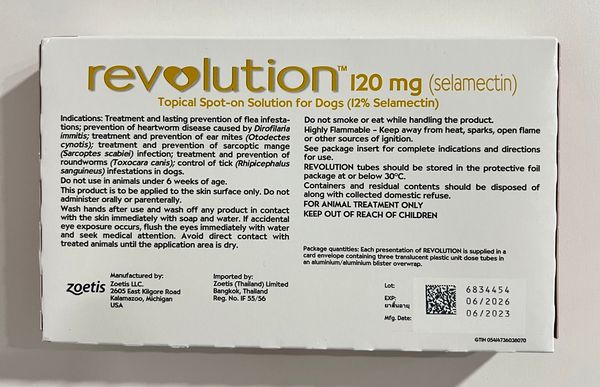 revolution™ 120 mg (selamectin)
Topical Spot-on Solution for Dogs (12% Selamectin)
Indications: Treatment and lasting prevention of flea infesta-
tions; prevention of heartworm disease caused by Dirofilaria
immitis; treatment and prevention of ear mites (Otodectes
cynotis); treatment and prevention of sarcoptic mange
(Sarcoptes scabiei) infection; treatment and prevention of
roundworms (Toxocara canis); control of tick (Rhipicephalus
sanguineus) infestations in dogs.
Do not use in animals under 6 weeks of age.
This product is to be applied to the skin surface only. Do not
administer orally or parenterally.
Wash hands after use and wash off any product in contact
with the skin immediately with soap and water. If accidental
eye exposure occurs, flush the eyes immediately with water
and seek medical attention. Avoid direct contact with
treated animals until the application area is dry.
Do not smoke or eat while handling the product.
Highly Flammable – Keep away from heat, sparks, open flame
or other sources of ignition.
See package insert for complete indications and directions
for use.
REVOLUTION tubes should be stored in the protective foil
package at or below 30°C.
Containers and residual contents should be disposed of
along with collected domestic refuse.
FOR ANIMAL TREATMENT ONLY
KEEP OUT OF REACH OF CHILDREN
Package quantities: Each presentation of REVOLUTION is supplied in a
card envelope containing three translucent plastic unit dose tubes in
an aluminium/aluminium blister overwrap.
zoetis
Manufactured by:
Zoetis LLC.
2605 East Kilgore Road
Kalamazoo, Michigan
USA
Imported by:
Zoetis (Thailand) Limited
Bangkok, Thailand
Reg. No. IF 55/56
Lot: 6834454
EXP: 06/2026
ยาสิ้นอายุ
Mfg. Date: 06/2023
GTIN 05414736038070